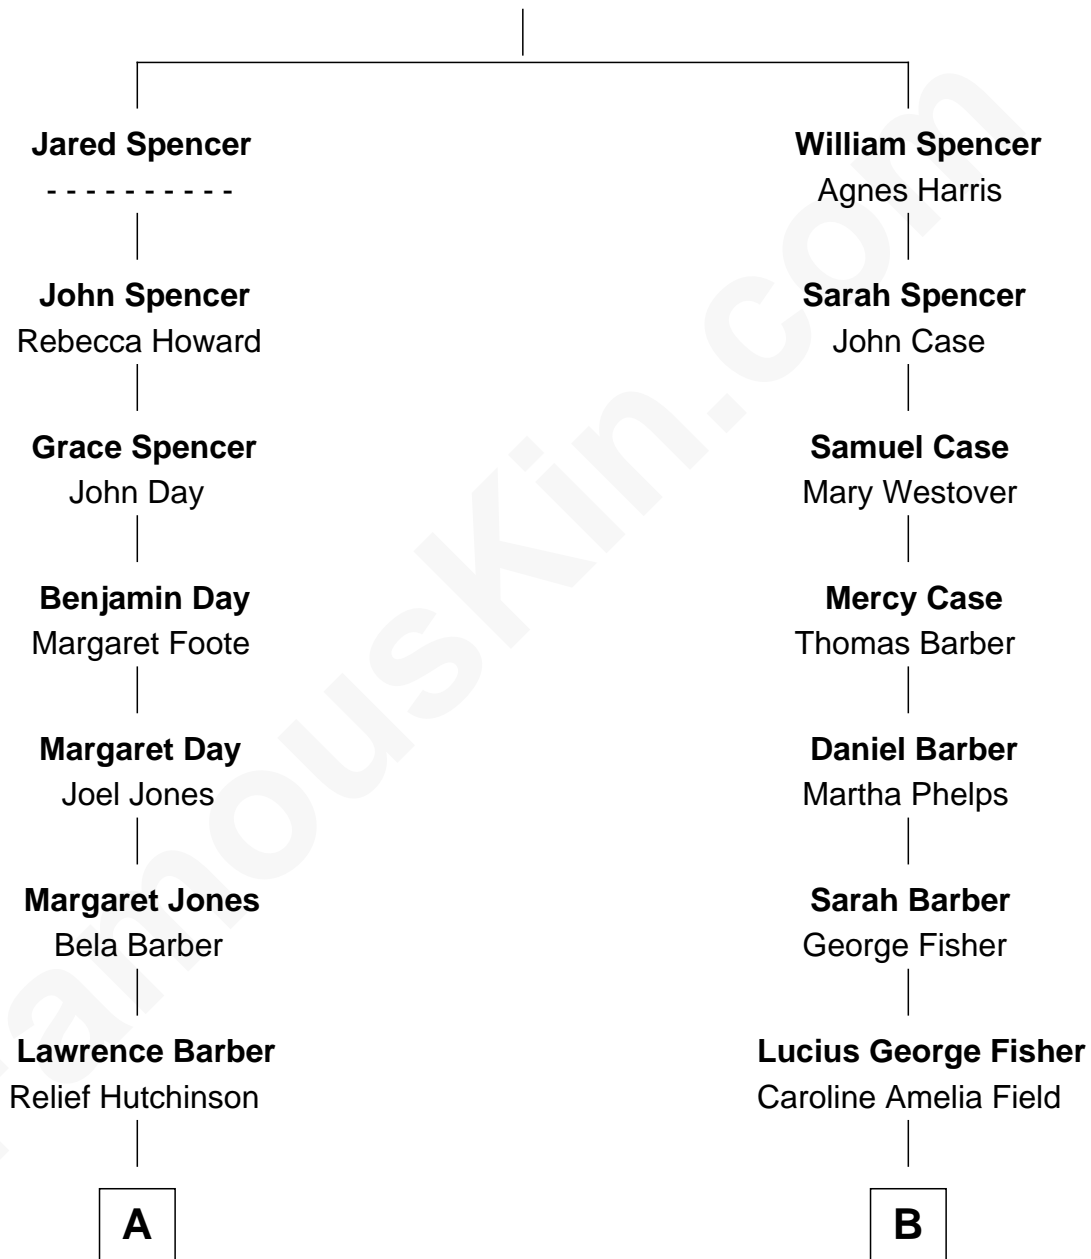 Jared Spencer
- - - - - - - - - -
John Spencer
Rebecca Howard
Grace Spencer
John Day
Benjamin Day
Margaret Foote
Margaret Day
Joel Jones
Margaret Jones
Bela Barber
Lawrence Barber
Relief Hutchinson
A
William Spencer
Agnes Harris
Sarah Spencer
John Case
Samuel Case
Mary Westover
Mercy Case
Thomas Barber
Daniel Barber
Martha Phelps
Sarah Barber
George Fisher
Lucius George Fisher
Caroline Amelia Field
B
FamousKin.com